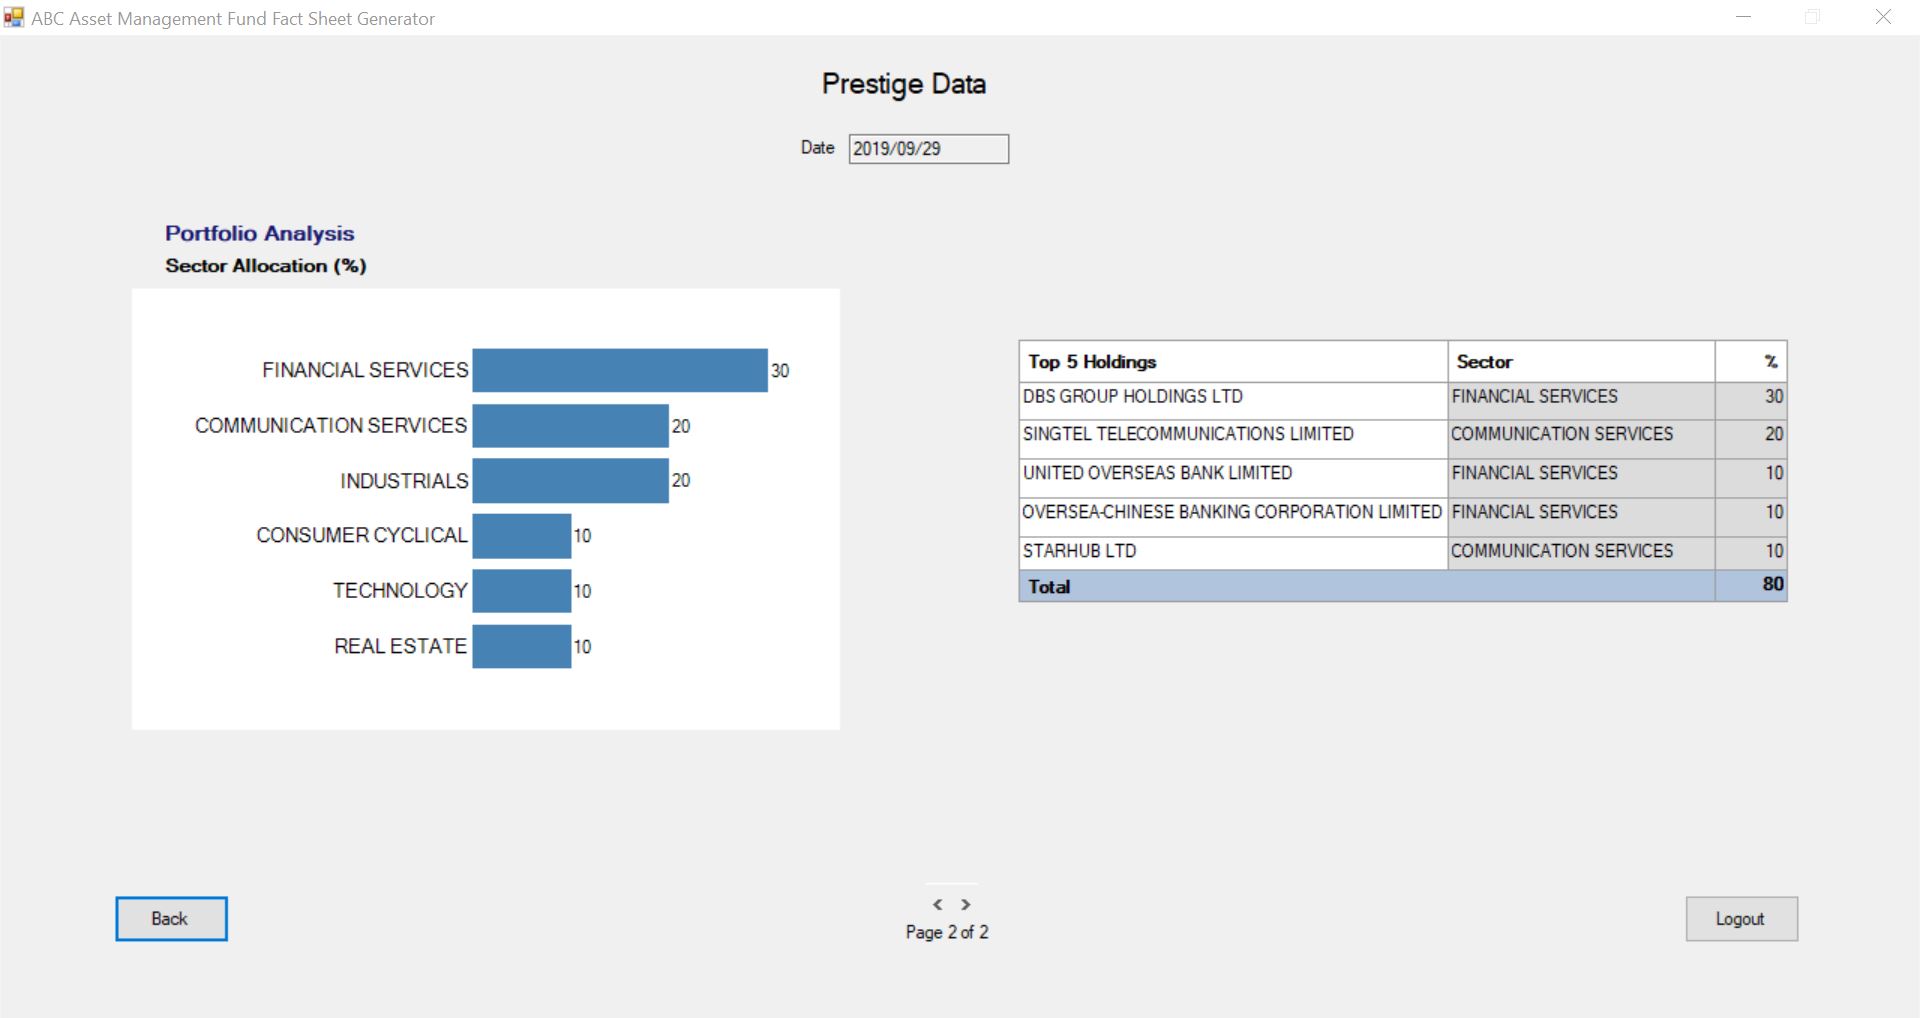 ABC Asset Management Fund Fact Sheet Generator
Prestige Data
Date 2019/09/29
Portfolio Analysis
Sector Allocation (%)
FINANCIAL SERVICES 30
COMMUNICATION SERVICES 20
INDUSTRIALS 20
CONSUMER CYCLICAL 10
TECHNOLOGY 10
REAL ESTATE 10
Top 5 Holdings Sector %
DBS GROUP HOLDINGS LTD FINANCIAL SERVICES 30
SINGTEL TELECOMMUNICATIONS LIMITED COMMUNICATION SERVICES 20
UNITED OVERSEAS BANK LIMITED FINANCIAL SERVICES 10
OVERSEA-CHINESE BANKING CORPORATION LIMITED FINANCIAL SERVICES 10
STARHUB LTD COMMUNICATION SERVICES 10
Total 80
Back
< >
Page 2 of 2
Logout